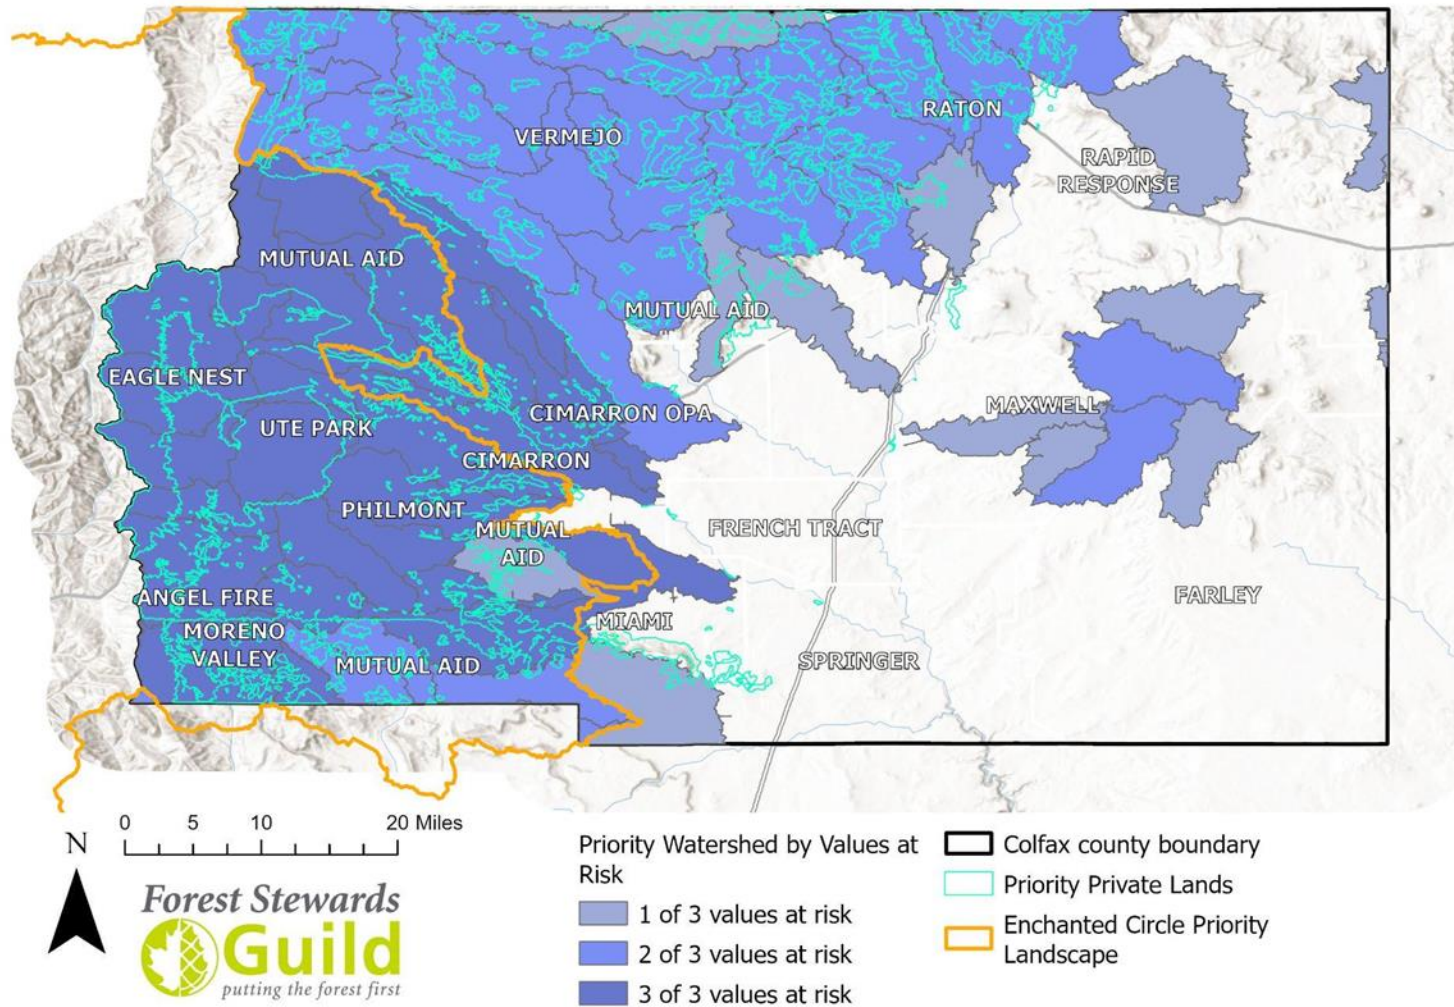 RATON
VERMEJO
RAPID
RESPONSE
MUTUAL AID
MUTUAL AID
EAGLE NEST
CIMARRON OPA
MAXWELL
UTE PARK
CIMARRON
PHILMONT
MUTUAL
AID
FRENCH TRACT
ANGEL FIRE
FARLEY
MIAMI
MORENO
VALLEY
MUTUAL AID
SPRINGER
0 5 10 20 Miles
N
Forest Stewards
Guild
putting the forest first
Priority Watershed by Values at
Risk
1 of 3 values at risk
2 of 3 values at risk
3 of 3 values at risk
Colfax county boundary
Priority Private Lands
Enchanted Circle Priority
Landscape